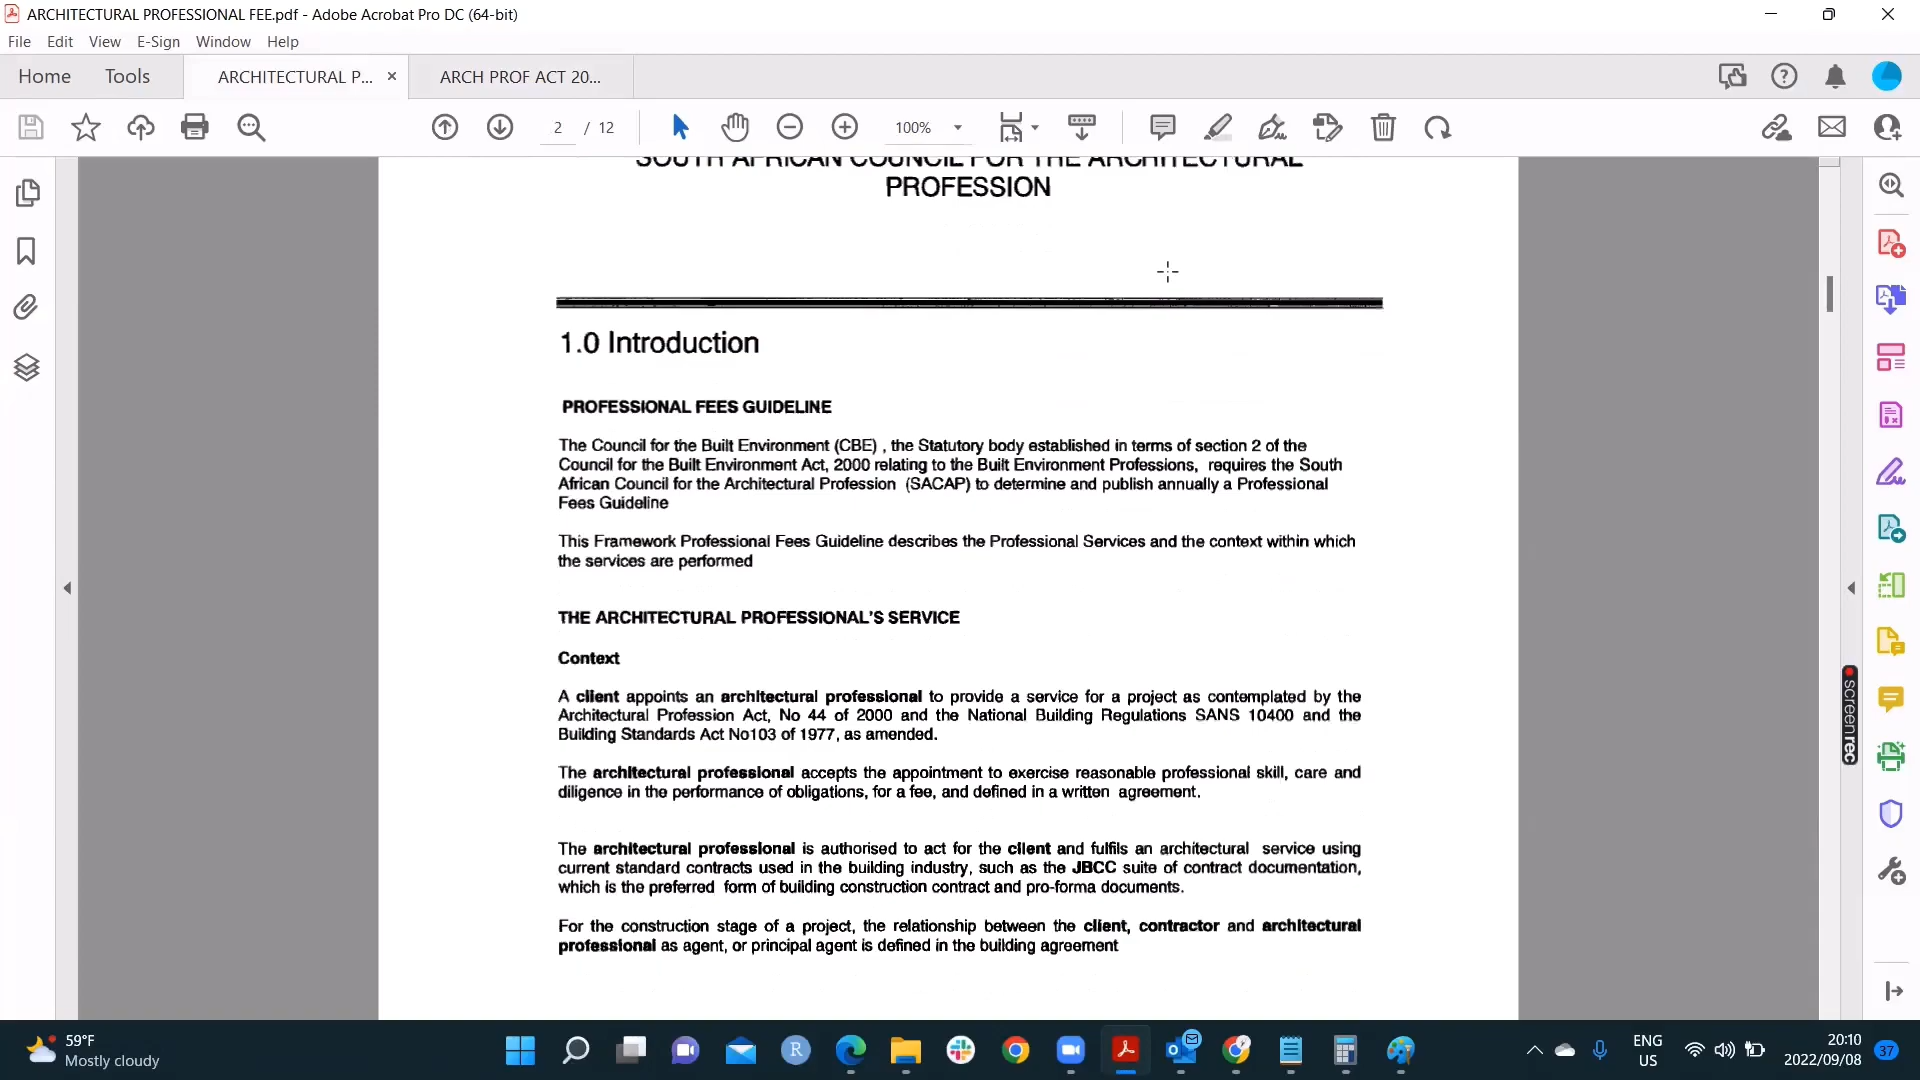 ARCHITECTURAL PROFESSIONAL FEE.pdf - Adobe Acrobat Pro DC (64-bit)
File Edit View E-Sign Window Help
Home Tools ARCHITECTURAL P... × ARCH PROF ACT 20...
2 / 12 100%
SOUTH AFRICAN COUNCIL FOR THE ARCHITECTURAL
PROFESSION
1.0 Introduction
PROFESSIONAL FEES GUIDELINE
The Council for the Built Environment (CBE) , the Statutory body established in terms of section 2 of the
Council for the Built Environment Act, 2000 relating to the Built Environment Professions, requires the South
African Council for the Architectural Profession (SACAP) to determine and publish annually a Professional
Fees Guideline
This Framework Professional Fees Guideline describes the Professional Services and the context within which
the services are performed
THE ARCHITECTURAL PROFESSIONAL'S SERVICE
Context
A client appoints an architectural professional to provide a service for a project as contemplated by the
Architectural Profession Act, No 44 of 2000 and the National Building Regulations SANS 10400 and the
Building Standards Act No103 of 1977, as amended.
The architectural professional accepts the appointment to exercise reasonable professional skill, care and
diligence in the performance of obligations, for a fee, and defined in a written agreement.
The architectural professional is authorised to act for the client and fulfils an architectural service using
current standard contracts used in the building industry, such as the JBCC suite of contract documentation,
which is the preferred form of building construction contract and pro-forma documents.
For the construction stage of a project, the relationship between the client, contractor and architectural
professional as agent, or principal agent is defined in the building agreement
screenrec
59°F
Mostly cloudy
R
ENG
US
20:10
2022/09/08
37